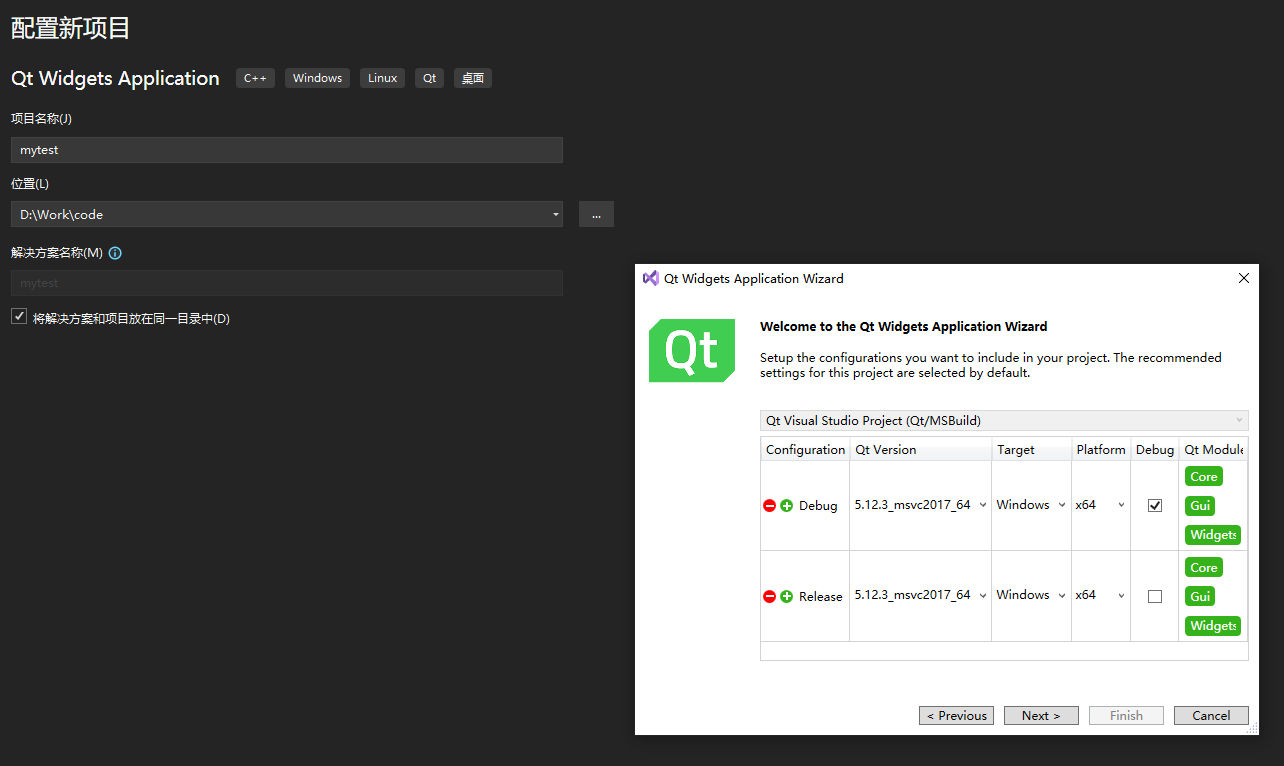 配置新项目
Qt Widgets Application C++ Windows Linux Qt 桌面
项目名称(J)
mytest
位置(L)
D:\Work\code ...
解决方案名称(M)
mytest
将解决方案和项目放在同一目录中(D)
Qt Widgets Application Wizard
Qt
Welcome to the Qt Widgets Application Wizard
Setup the configurations you want to include in your project. The recommended
settings for this project are selected by default.
Qt Visual Studio Project (Qt/MSBuild)
Configuration Qt Version Target Platform Debug Qt Module
Core
Debug 5.12.3_msvc2017_64 Windows x64 Gui
Widgets
Core
Release 5.12.3_msvc2017_64 Windows x64 Gui
Widgets
< Previous Next > Finish Cancel